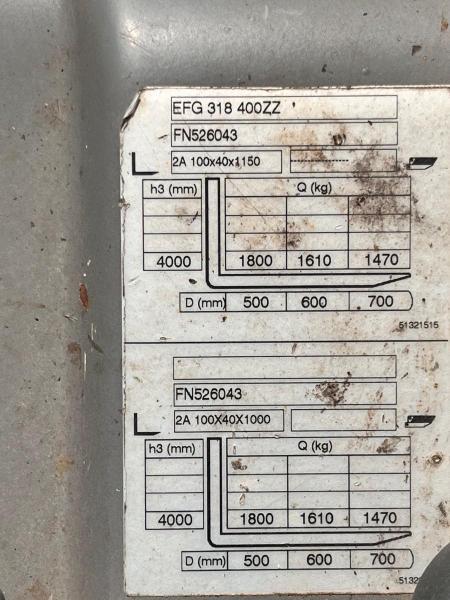 EFG 318 400ZZ
FN526043
2A 100x40x1150 ------------
h3 (mm) Q (kg)
4000 1800 1610 1470
D (mm) 500 600 700
51321515
FN526043
2A 100X40X1000
h3 (mm) Q (kg)
4000 1800 1610 1470
D (mm) 500 600 700